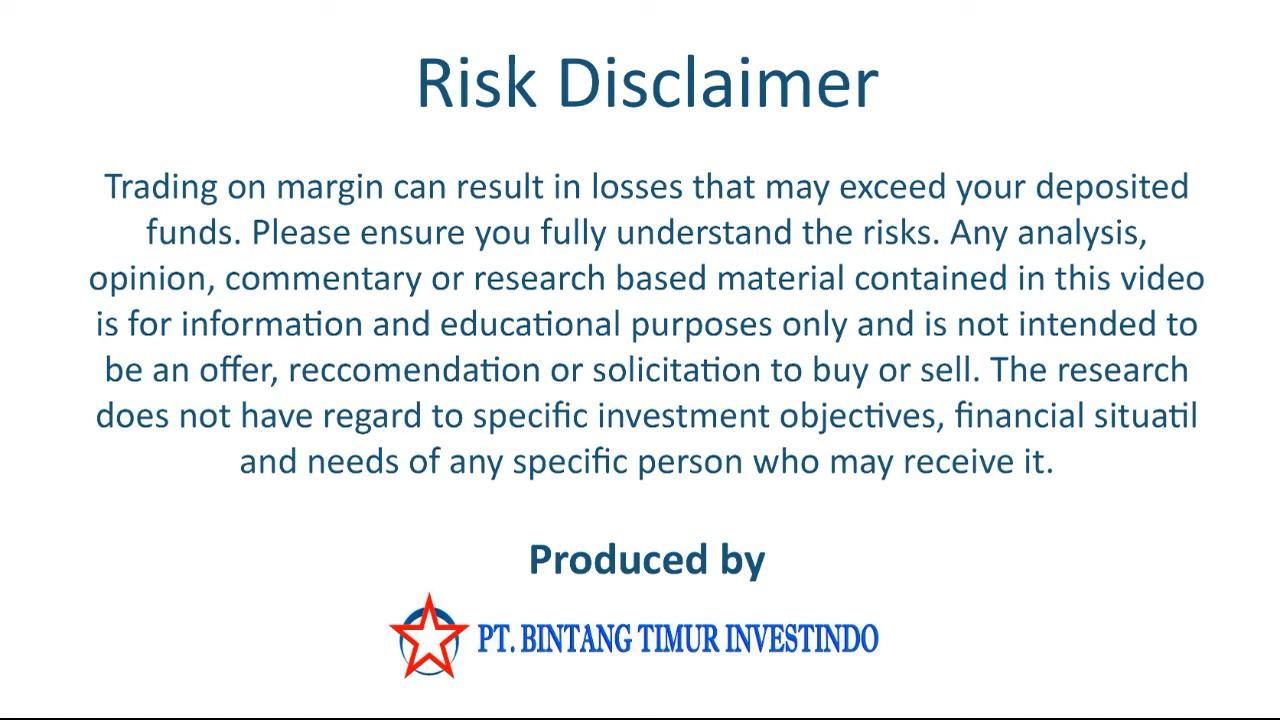 Risk Disclaimer
Trading on margin can result in losses that may exceed your deposited
funds. Please ensure you fully understand the risks. Any analysis,
opinion, commentary or research based material contained in this video
is for information and educational purposes only and is not intended to
be an offer, reccomendation or solicitation to buy or sell. The research
does not have regard to specific investment objectives, financial situatil
and needs of any specific person who may receive it.
Produced by
PT. BINTANG TIMUR INVESTINDO